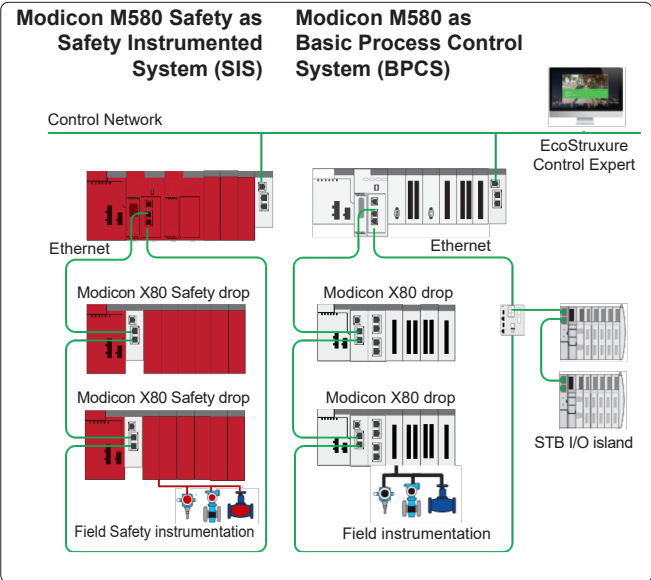 Modicon M580 Safety as
Safety Instrumented
System (SIS)
Modicon M580 as
Basic Process Control
System (BPCS)
Control Network
EcoStruxure
Control Expert
Ethernet
Ethernet
Modicon X80 Safety drop
Modicon X80 drop
Modicon X80 Safety drop
Modicon X80 drop
STB I/O island
Field Safety instrumentation
Field instrumentation